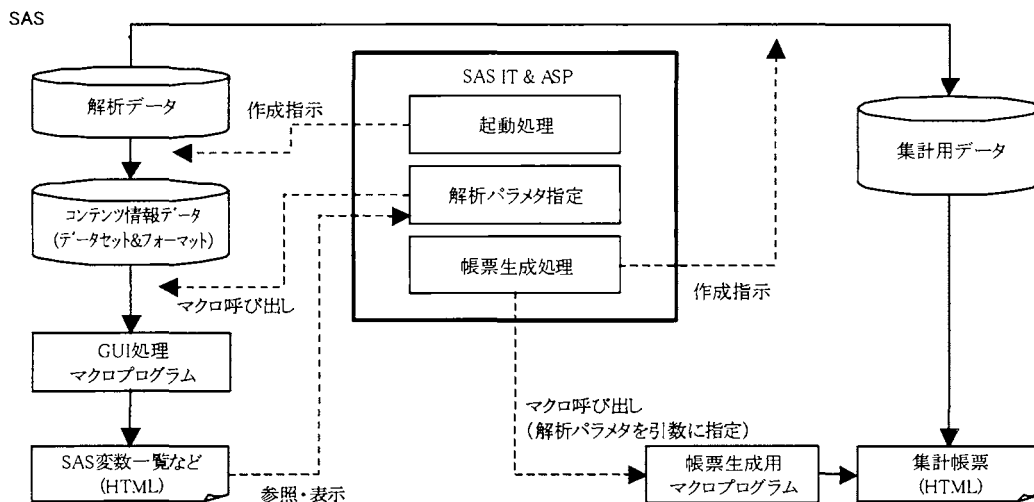 SAS
SAS IT & ASP
解析データ
作成指示
起動処理
集計用データ
コンテンツ情報データ
(データセット&フォーマット)
解析パラメタ指定
帳票生成処理
作成指示
マクロ呼び出し
GUI処理
マクロプログラム
マクロ呼び出し
(解析パラメタを引数に指定)
SAS変数一覧など
(HTML)
参照・表示
帳票生成用
マクロプログラム
集計帳票
(HTML)